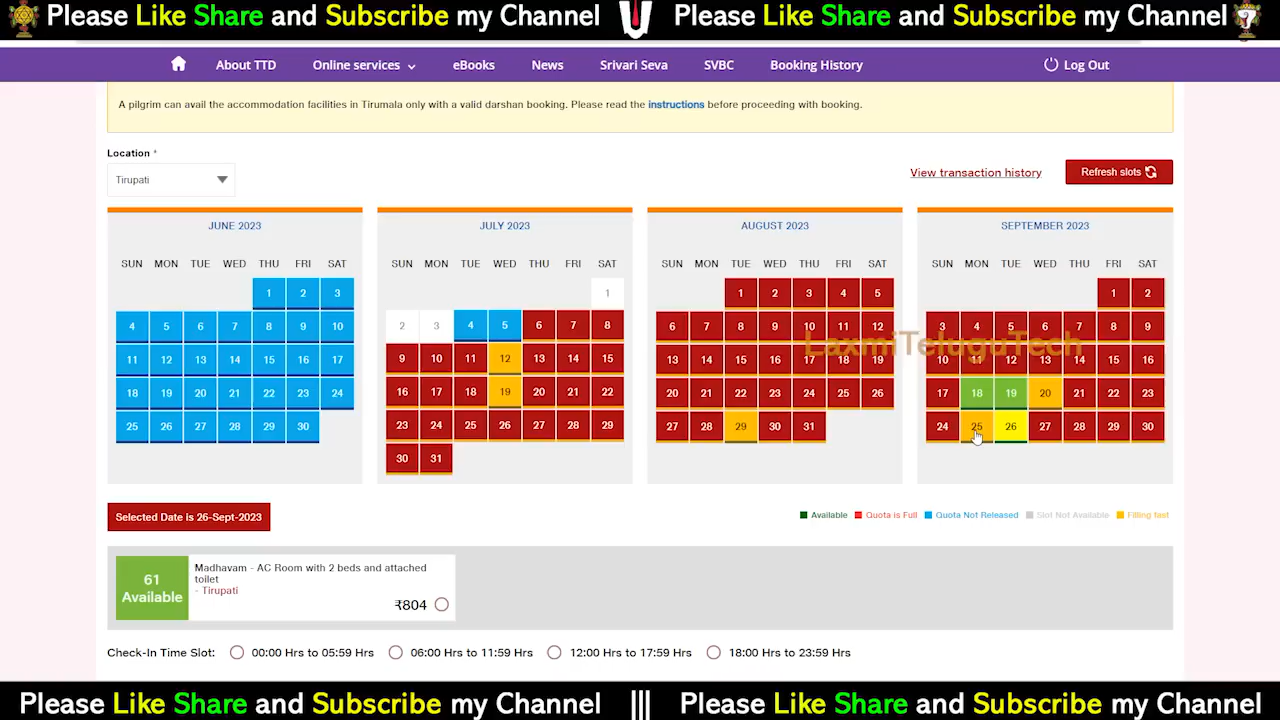 Please Like Share and Subscribe my Channel Please Like Share and Subscribe my Channel
About TTD Online services eBooks News Srivari Seva SVBC Booking History Log Out
A pilgrim can avail the accommodation facilities in Tirumala only with a valid darshan booking. Please read the instructions before proceeding with booking.
Location *
Tirupati
View transaction history
Refresh slots
JUNE 2023
SUN MON TUE WED THU FRI SAT
1 2 3
4 5 6 7 8 9 10
11 12 13 14 15 16 17
18 19 20 21 22 23 24
25 26 27 28 29 30
JULY 2023
SUN MON TUE WED THU FRI SAT
1
2 3 4 5 6 7 8
9 10 11 12 13 14 15
16 17 18 19 20 21 22
23 24 25 26 27 28 29
30 31
AUGUST 2023
SUN MON TUE WED THU FRI SAT
1 2 3 4 5
6 7 8 9 10 11 12
13 14 15 16 17 18 19
20 21 22 23 24 25 26
27 28 29 30 31
SEPTEMBER 2023
SUN MON TUE WED THU FRI SAT
1 2
3 4 5 6 7 8 9
10 11 12 13 14 15 16
17 18 19 20 21 22 23
24 25 26 27 28 29 30
LaxmiTeluguTech
Selected Date is 26-Sept-2023
Available Quota is Full Quota Not Released Slot Not Available Filling fast
61
Available
Madhavam - AC Room with 2 beds and attached
toilet
- Tirupati
₹804
Check-In Time Slot: 00:00 Hrs to 05:59 Hrs 06:00 Hrs to 11:59 Hrs 12:00 Hrs to 17:59 Hrs 18:00 Hrs to 23:59 Hrs
Please Like Share and Subscribe my Channel ||| Please Like Share and Subscribe my Channel